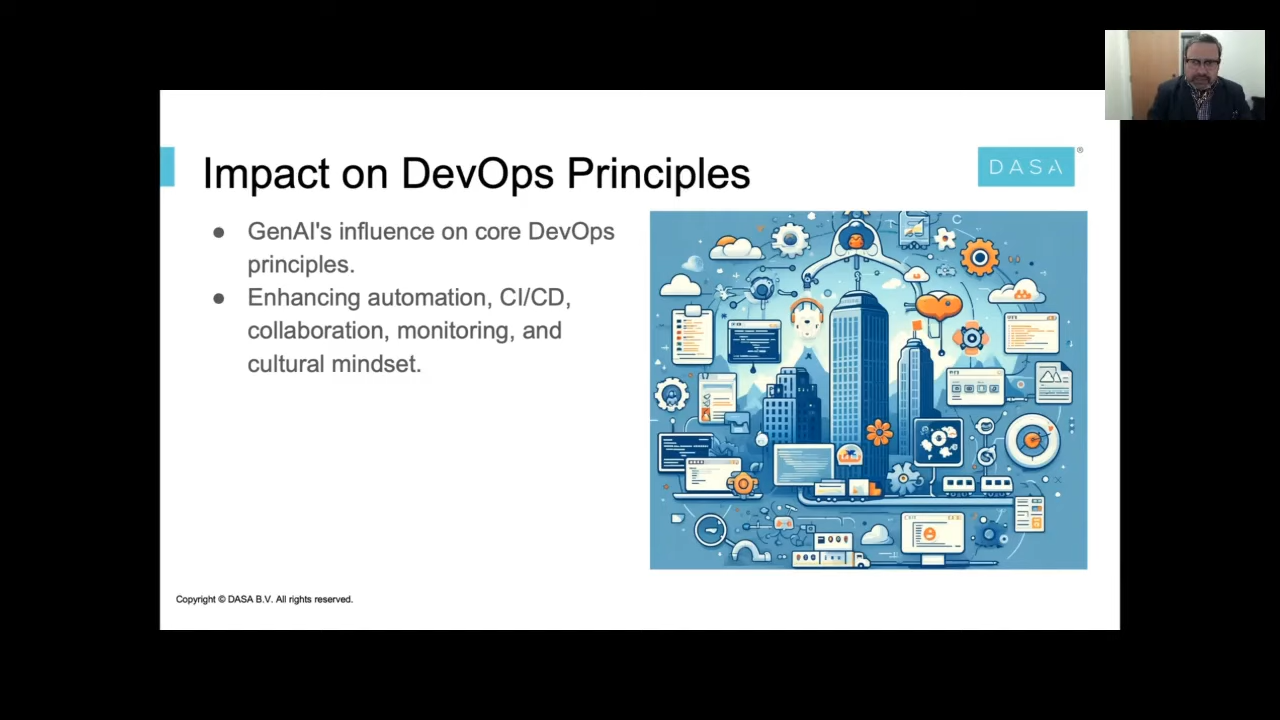 Impact on DevOps Principles
DASA
®
● GenAI's influence on core DevOps
principles.
● Enhancing automation, CI/CD,
collaboration, monitoring, and
cultural mindset.
Copyright © DASA B.V. All rights reserved.